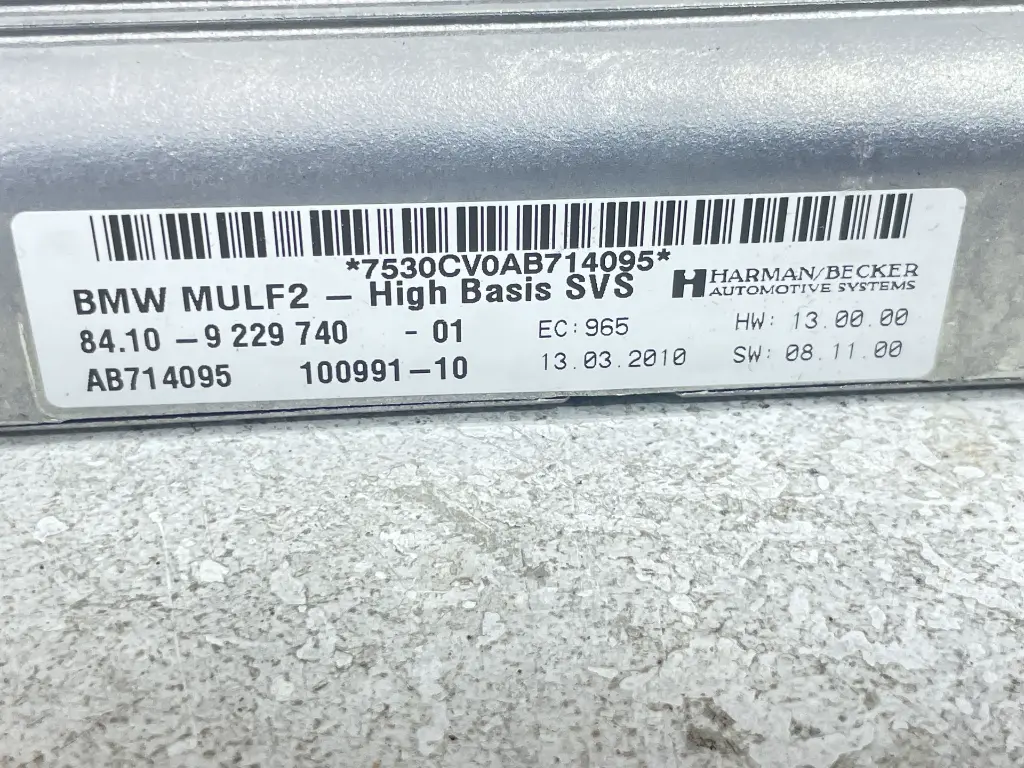 *7530CV0AB714095*
BMW MULF2 – High Basis SVS
HARMAN/BECKER
AUTOMOTIVE SYSTEMS
84.10 – 9 229 740 - 01 EC: 965 HW: 13.00.00
AB714095 100991–10 13.03.2010 SW: 08.11.00